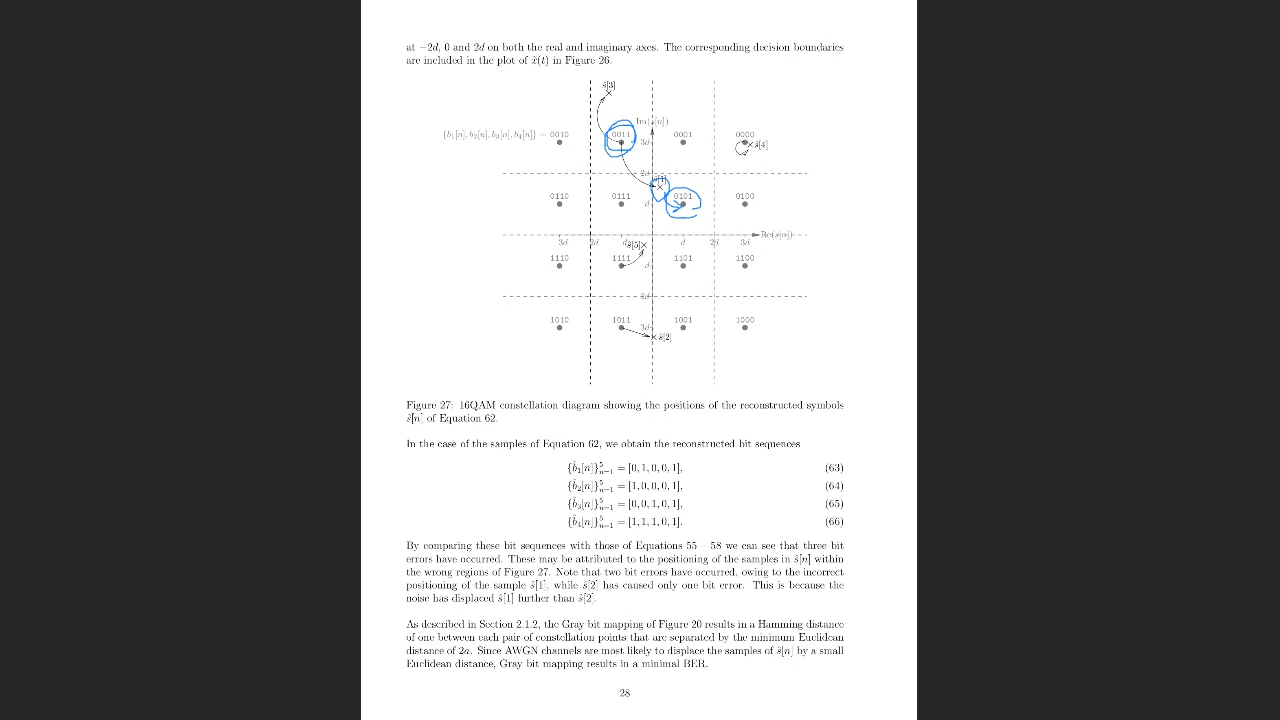 at −2d, 0 and 2d on both the real and imaginary axes. The corresponding decision boundaries
are included in the plot of x̂(t) in Figure 26.
ŝ[3]
Im(s[n])
{b₁[n], b₂[n], b₃[n], b₄[n]} = 0010 0011 0001 0000
3d ŝ[4]
2d ŝ[1]
0110 0111 0101 0100
d
Re(s[n])
3d 2d d ŝ[5] d 2d 3d
1110 1111 1101 1100
d
2d
1010 1011 1001 1000
3d ŝ[2]
Figure 27: 16QAM constellation diagram showing the positions of the reconstructed symbols
ŝ[n] of Equation 62.
In the case of the samples of Equation 62, we obtain the reconstructed bit sequences
{b̂₁[n]}⁵ₙ₌₁ = [0, 1, 0, 0, 1], (63)
{b̂₂[n]}⁵ₙ₌₁ = [1, 0, 0, 0, 1], (64)
{b̂₃[n]}⁵ₙ₌₁ = [0, 0, 1, 0, 1], (65)
{b̂₄[n]}⁵ₙ₌₁ = [1, 1, 1, 0, 1]. (66)
By comparing these bit sequences with those of Equations 55 – 58 we can see that three bit
errors have occurred. These may be attributed to the positioning of the samples in ŝ[n] within
the wrong regions of Figure 27. Note that two bit errors have occurred, owing to the incorrect
positioning of the sample ŝ[1], while ŝ[2] has caused only one bit error. This is because the
noise has displaced ŝ[1] further than ŝ[2].
As described in Section 2.1.2, the Gray bit mapping of Figure 20 results in a Hamming distance
of one between each pair of constellation points that are separated by the minimum Euclidean
distance of 2a. Since AWGN channels are most likely to displace the samples of ŝ[n] by a small
Euclidean distance, Gray bit mapping results in a minimal BER.
28